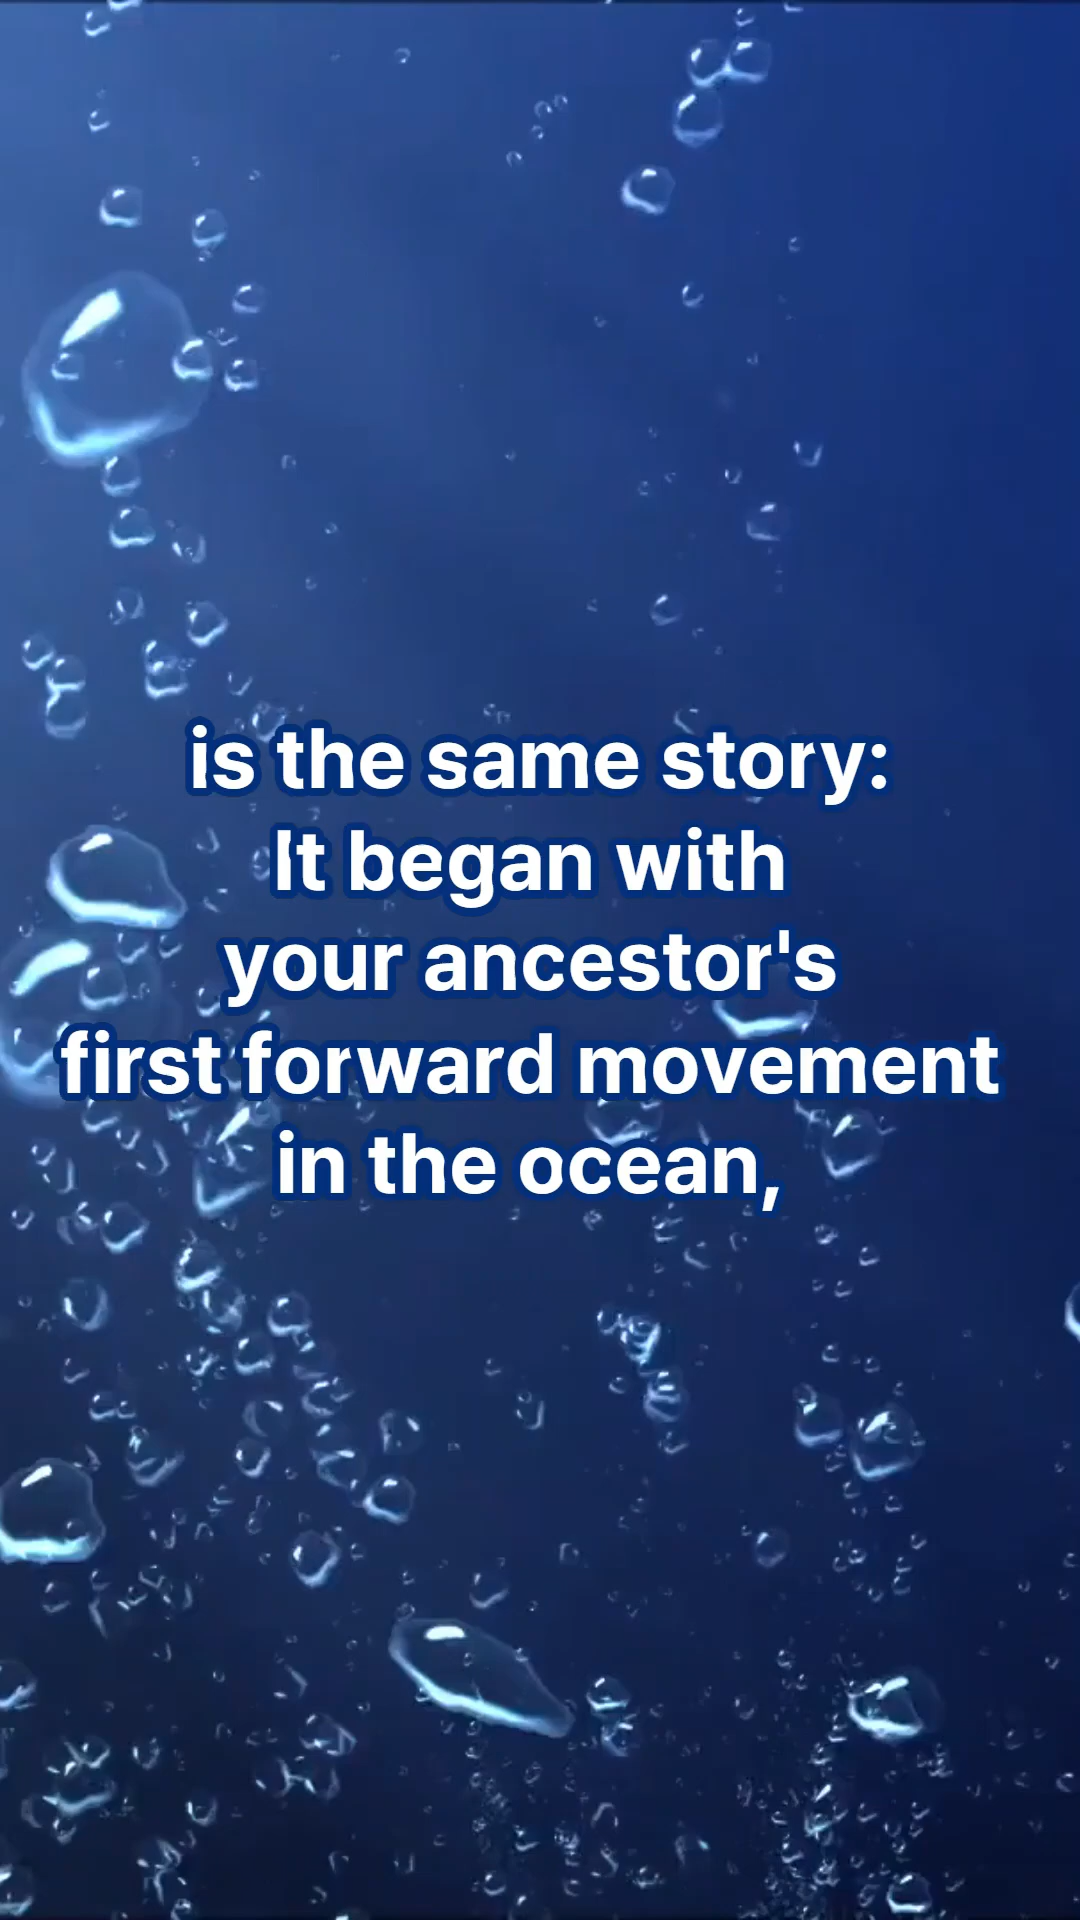 is the same story:
It began with
your ancestor's
first forward movement
in the ocean,